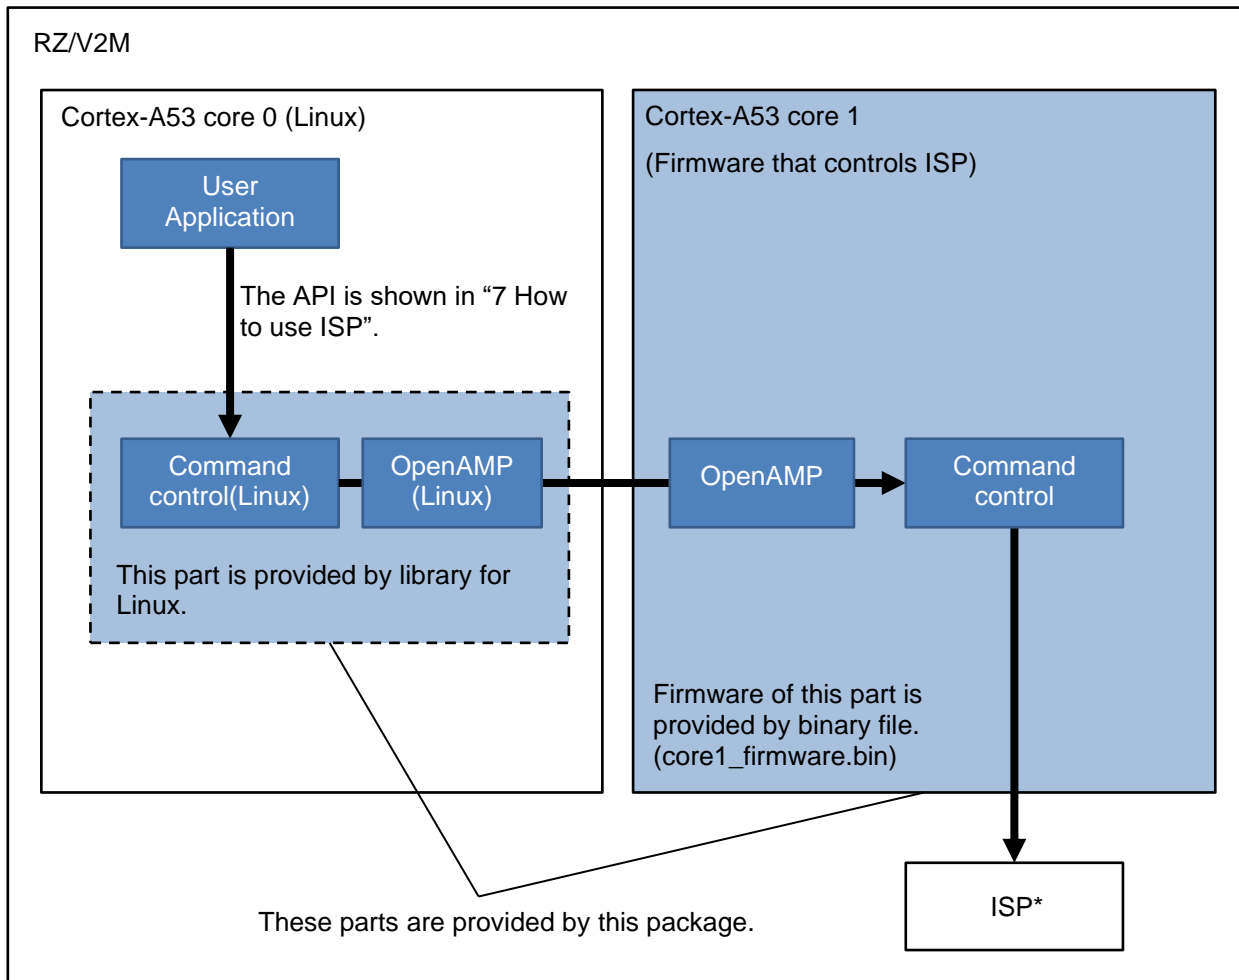 RZ/V2M
Cortex-A53 core 0 (Linux)
User
Application
The API is shown in “7 How
to use ISP”.
Command
control(Linux)
OpenAMP
(Linux)
This part is provided by library for
Linux.
Cortex-A53 core 1
(Firmware that controls ISP)
OpenAMP
Command
control
Firmware of this part is
provided by binary file.
(core1_firmware.bin)
ISP*
These parts are provided by this package.